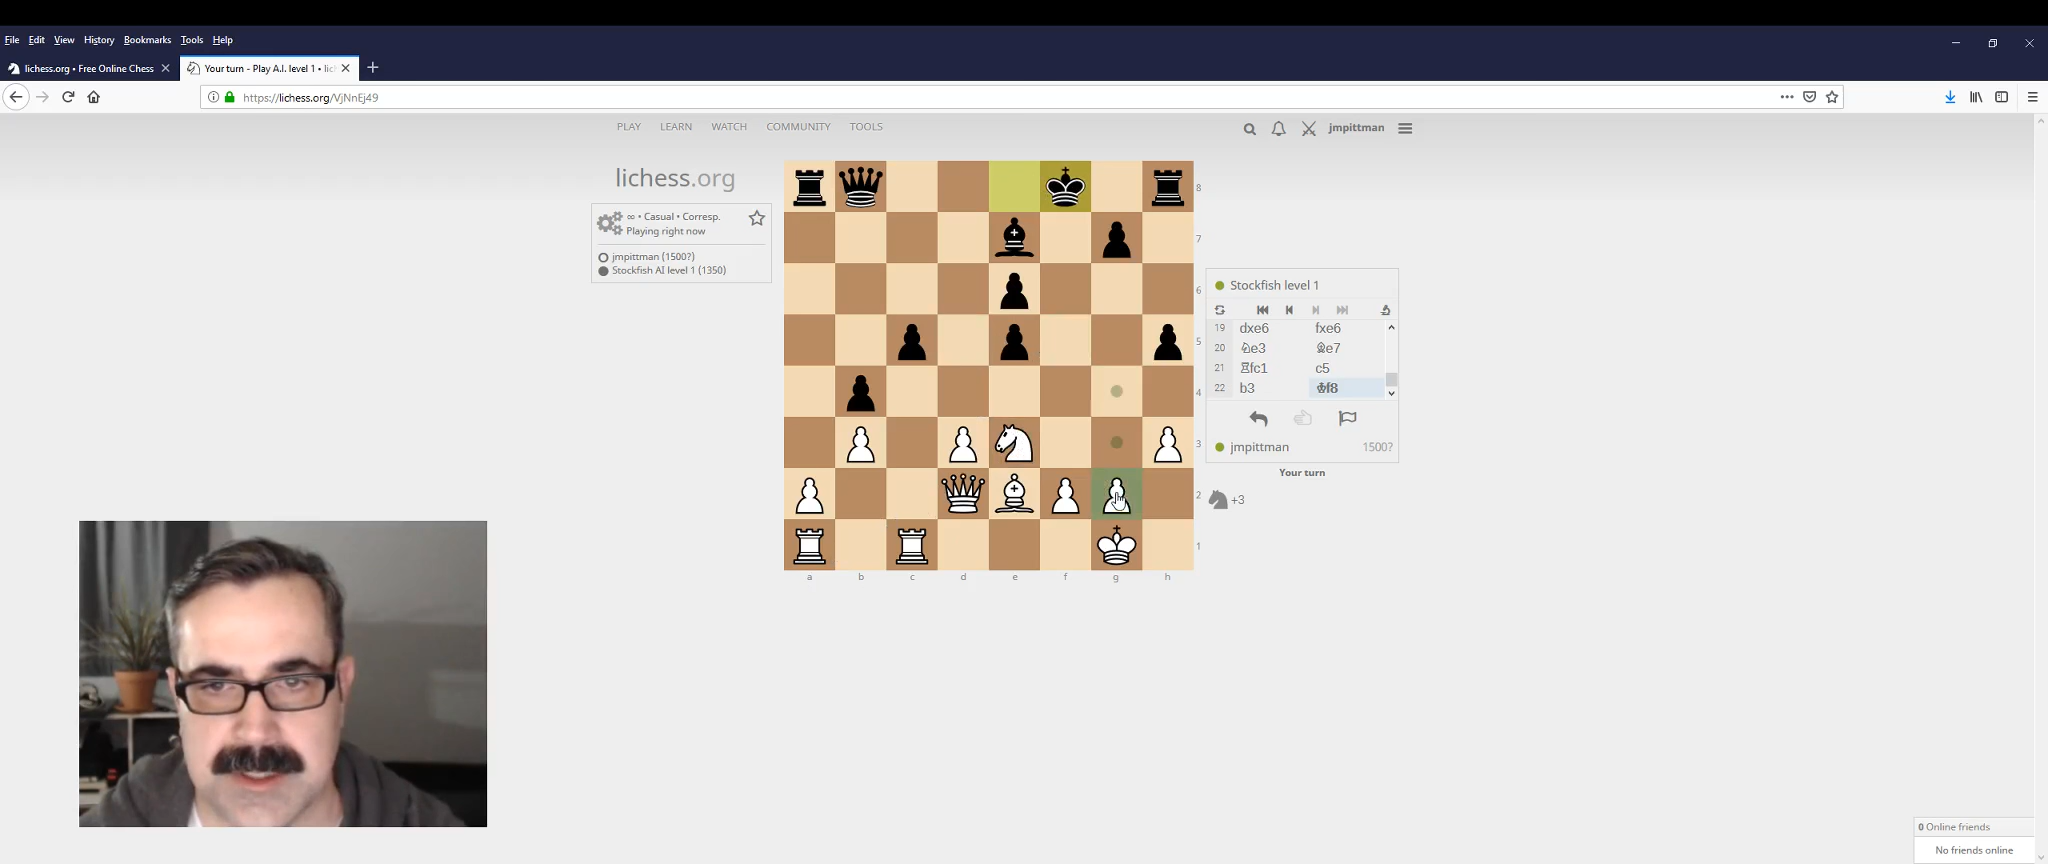 File Edit View History Bookmarks Tools Help
lichess.org • Free Online Chess
Your turn - Play A.I. level 1 • lic
https://lichess.org/VjNnEj49
PLAY LEARN WATCH COMMUNITY TOOLS
jmpittman
lichess.org
∞ • Casual • Corresp.
Playing right now
jmpittman (1500?)
Stockfish AI level 1 (1350)
8
7
6
5
4
3
2
1
a b c d e f g h
Stockfish level 1
19 dxe6 fxe6
20 ♘e3 ♝e7
21 ♖fc1 c5
22 b3 ♚f8
jmpittman 1500?
Your turn
+3
0 Online friends
No friends online